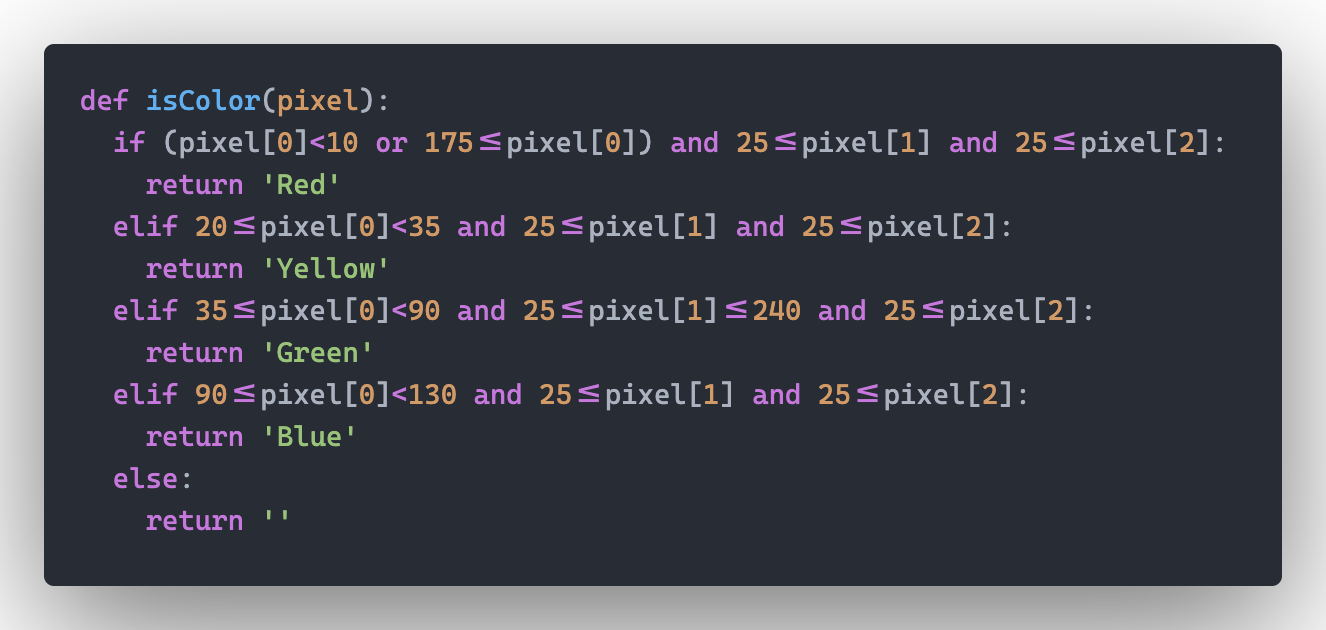 def isColor(pixel):
  if (pixel[0]<10 or 175<=pixel[0]) and 25<=pixel[1] and 25<=pixel[2]:
    return 'Red'
  elif 20<=pixel[0]<35 and 25<=pixel[1] and 25<=pixel[2]:
    return 'Yellow'
  elif 35<=pixel[0]<90 and 25<=pixel[1]<=240 and 25<=pixel[2]:
    return 'Green'
  elif 90<=pixel[0]<130 and 25<=pixel[1] and 25<=pixel[2]:
    return 'Blue'
  else:
    return ''